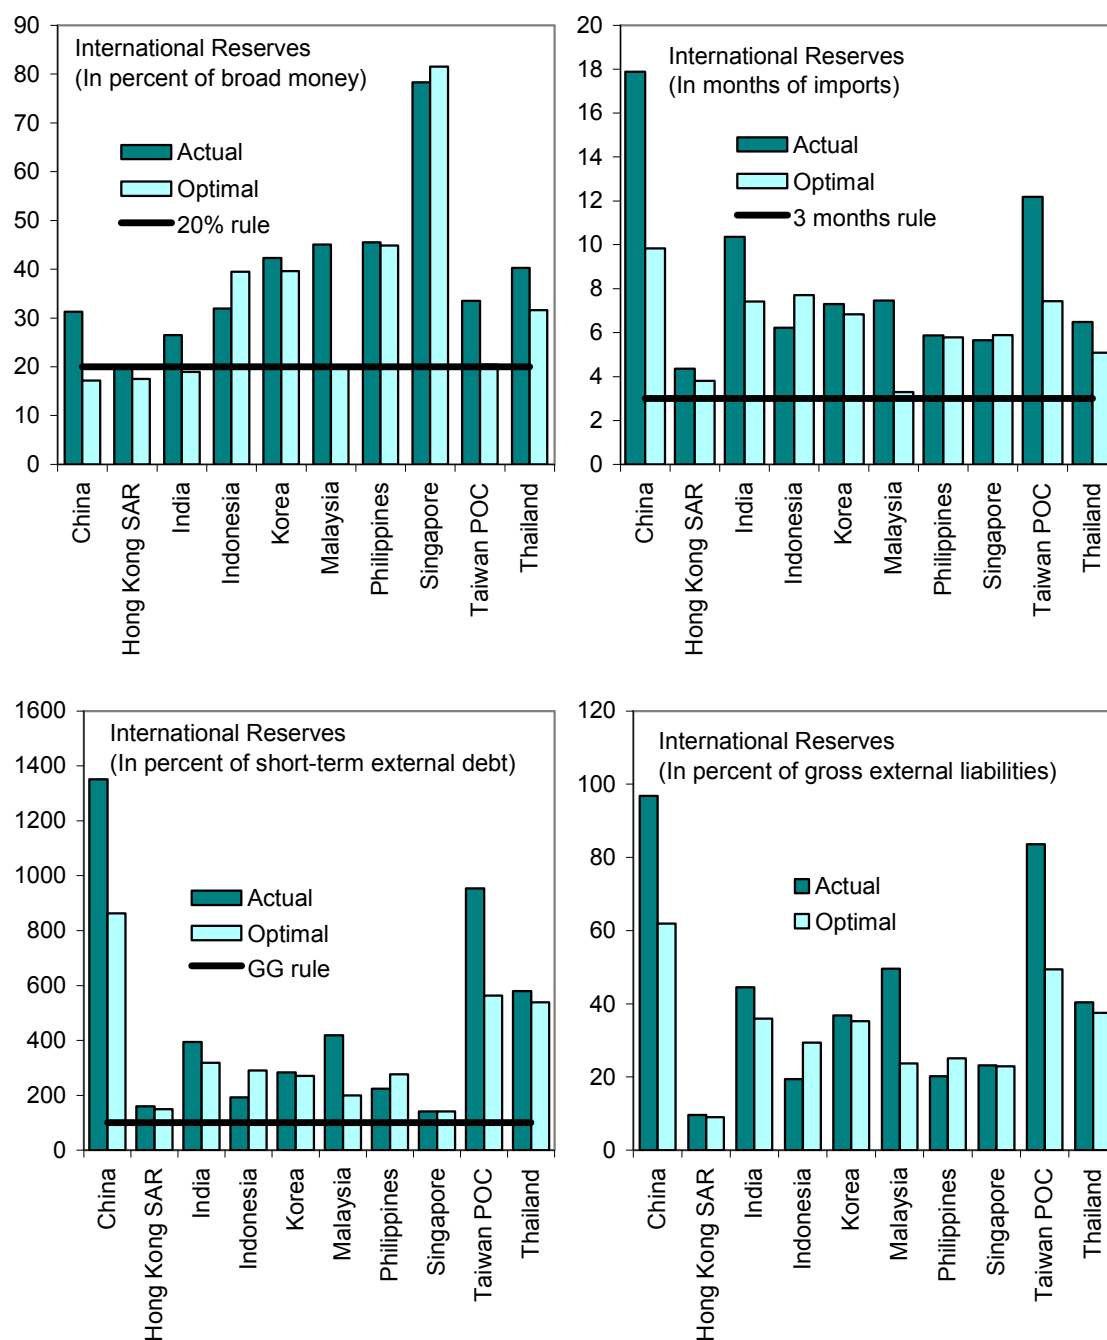 International Reserves
(In percent of broad money)
Actual
Optimal
20% rule
90
80
70
60
50
40
30
20
10
0
China
Hong Kong SAR
India
Indonesia
Korea
Malaysia
Philippines
Singapore
Taiwan POC
Thailand
International Reserves
(In months of imports)
Actual
Optimal
3 months rule
20
18
16
14
12
10
8
6
4
2
0
China
Hong Kong SAR
India
Indonesia
Korea
Malaysia
Philippines
Singapore
Taiwan POC
Thailand
International Reserves
(In percent of short-term external debt)
Actual
Optimal
GG rule
1600
1400
1200
1000
800
600
400
200
0
China
Hong Kong SAR
India
Indonesia
Korea
Malaysia
Philippines
Singapore
Taiwan POC
Thailand
International Reserves
(In percent of gross external liabilities)
Actual
Optimal
120
100
80
60
40
20
0
China
Hong Kong SAR
India
Indonesia
Korea
Malaysia
Philippines
Singapore
Taiwan POC
Thailand